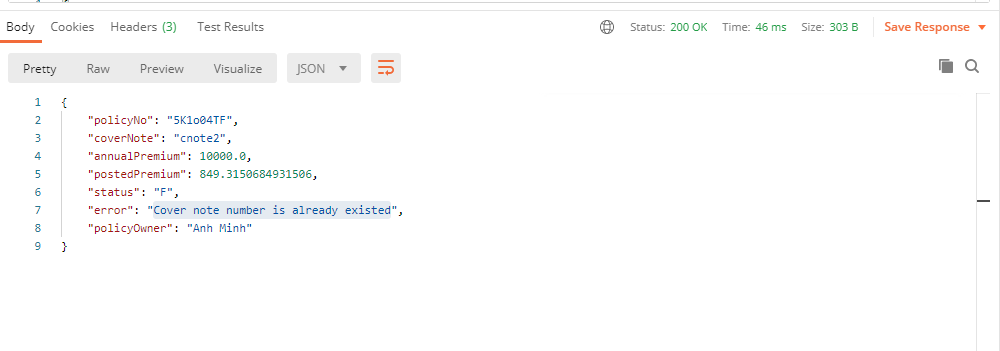 Body Cookies Headers (3) Test Results Status: 200 OK Time: 46 ms Size: 303 B Save Response
Pretty Raw Preview Visualize JSON
1 {
2 "policyNo": "5K1o04TF",
3 "coverNote": "cnote2",
4 "annualPremium": 10000.0,
5 "postedPremium": 849.3150684931506,
6 "status": "F",
7 "error": "Cover note number is already existed",
8 "policyOwner": "Anh Minh"
9 }